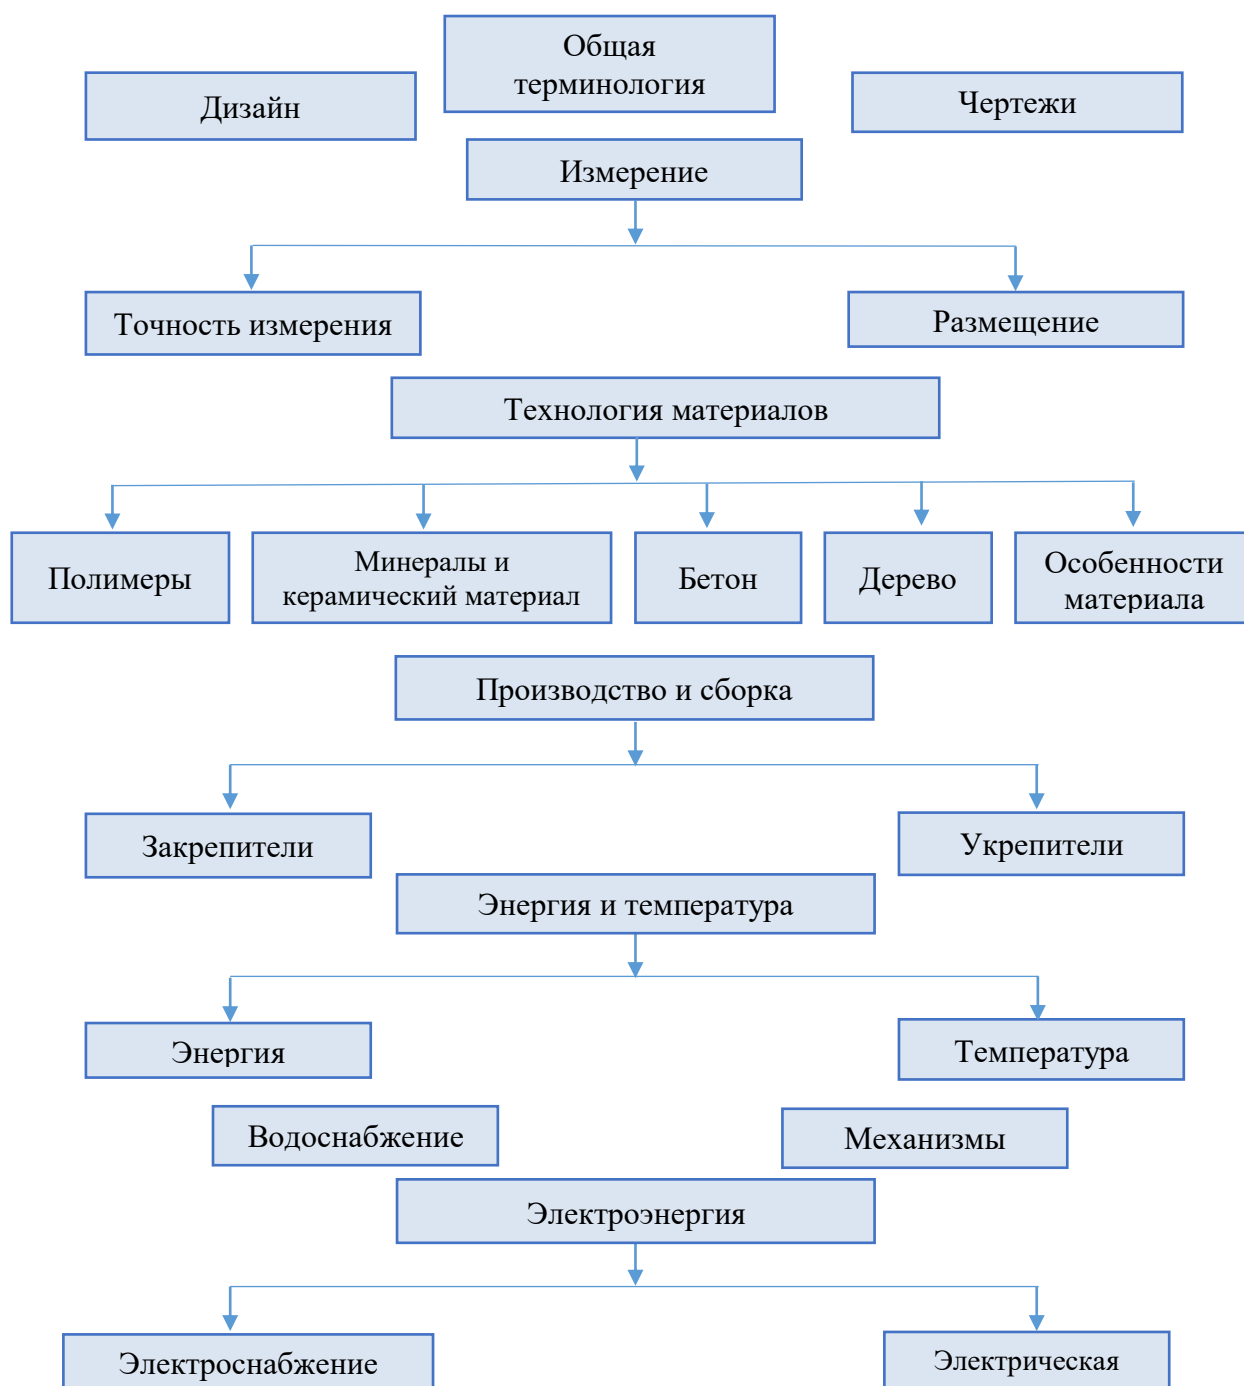 Общая
терминология
Дизайн
Чертежи
Измерение
Точность измерения
Размещение
Технология материалов
Полимеры
Минералы и
керамический материал
Бетон
Дерево
Особенности
материала
Производство и сборка
Закрепители
Укрепители
Энергия и температура
Энергия
Температура
Водоснабжение
Механизмы
Электроэнергия
Электроснабжение
Электрическая